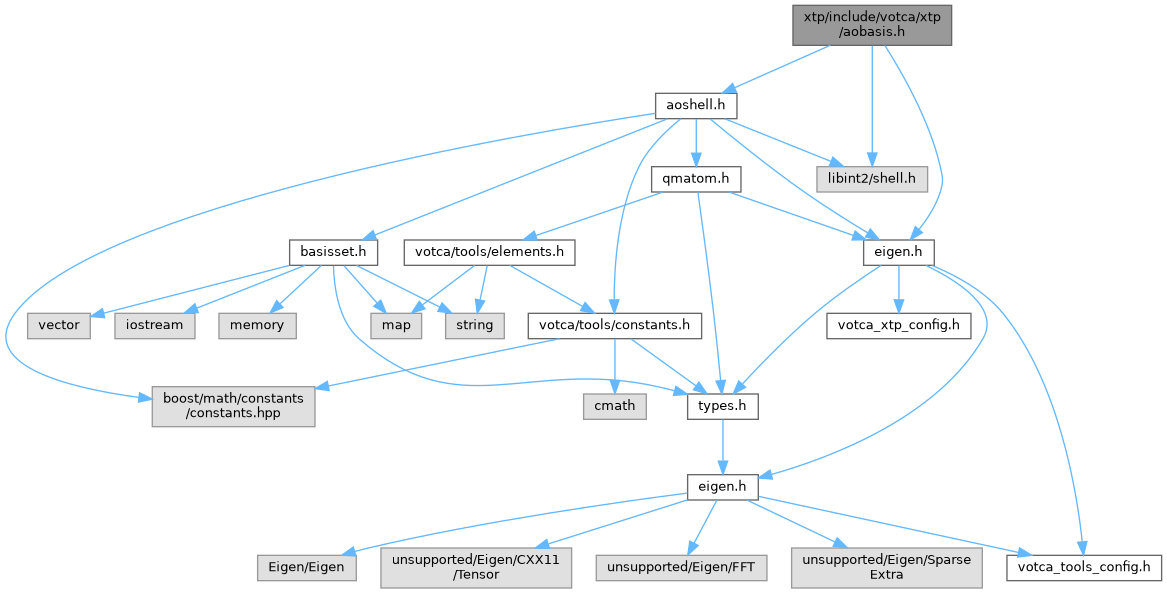 xtp/include/votca/xtp
/aobasis.h
aoshell.h
qmatom.h
libint2/shell.h
basisset.h
votca/tools/elements.h
eigen.h
vector
iostream
memory
map
string
votca/tools/constants.h
votca_xtp_config.h
boost/math/constants
/constants.hpp
cmath
types.h
eigen.h
Eigen/Eigen
unsupported/Eigen/CXX11
/Tensor
unsupported/Eigen/FFT
unsupported/Eigen/Sparse
Extra
votca_tools_config.h